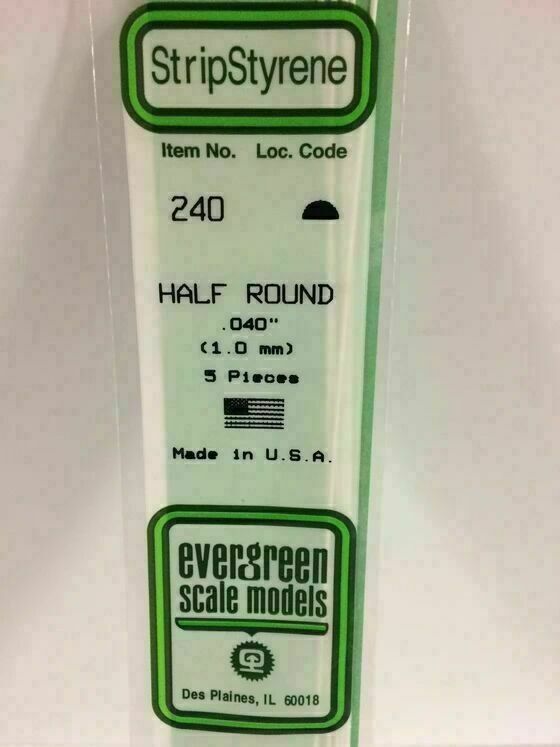 StripStyrene
Item No. Loc. Code
240
HALF ROUND
.040"
(1.0 mm)
5 Pieces
Made in U.S.A.
evergreen
scale models
Des Plaines, IL 60018